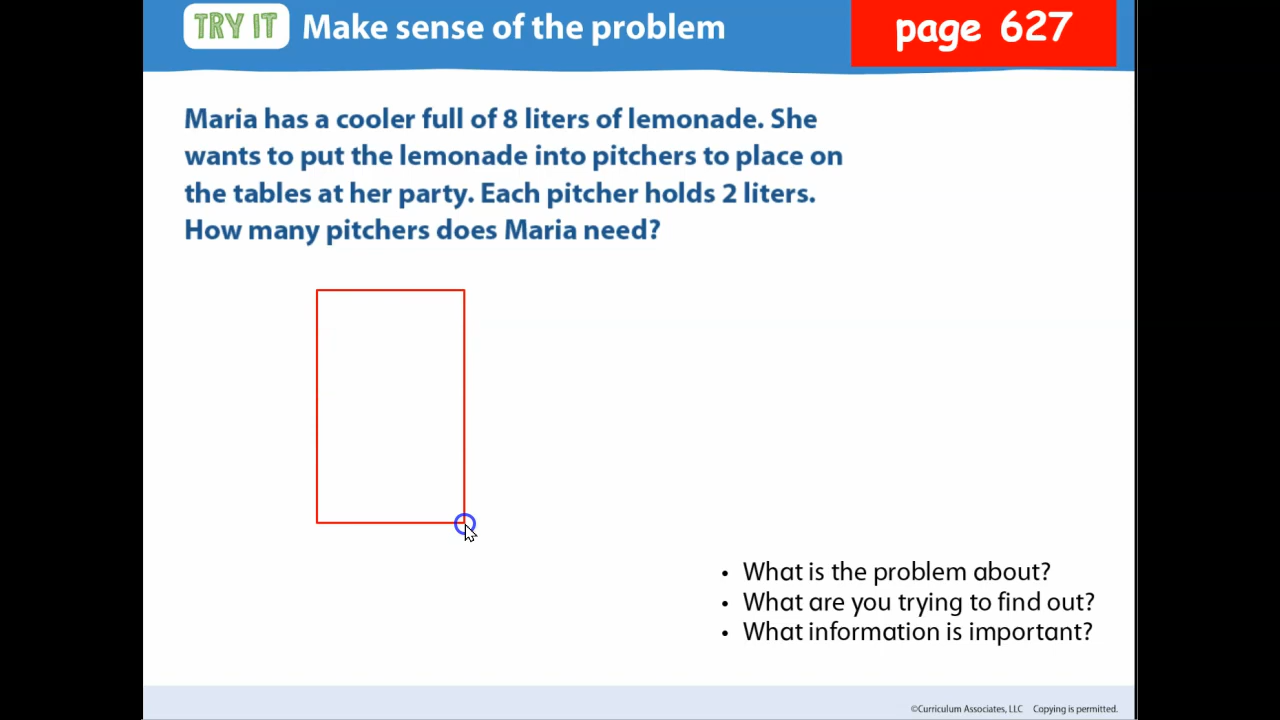 TRY IT Make sense of the problem
page 627
Maria has a cooler full of 8 liters of lemonade. She
wants to put the lemonade into pitchers to place on
the tables at her party. Each pitcher holds 2 liters.
How many pitchers does Maria need?
• What is the problem about?
• What are you trying to find out?
• What information is important?
©Curriculum Associates, LLC Copying is permitted.